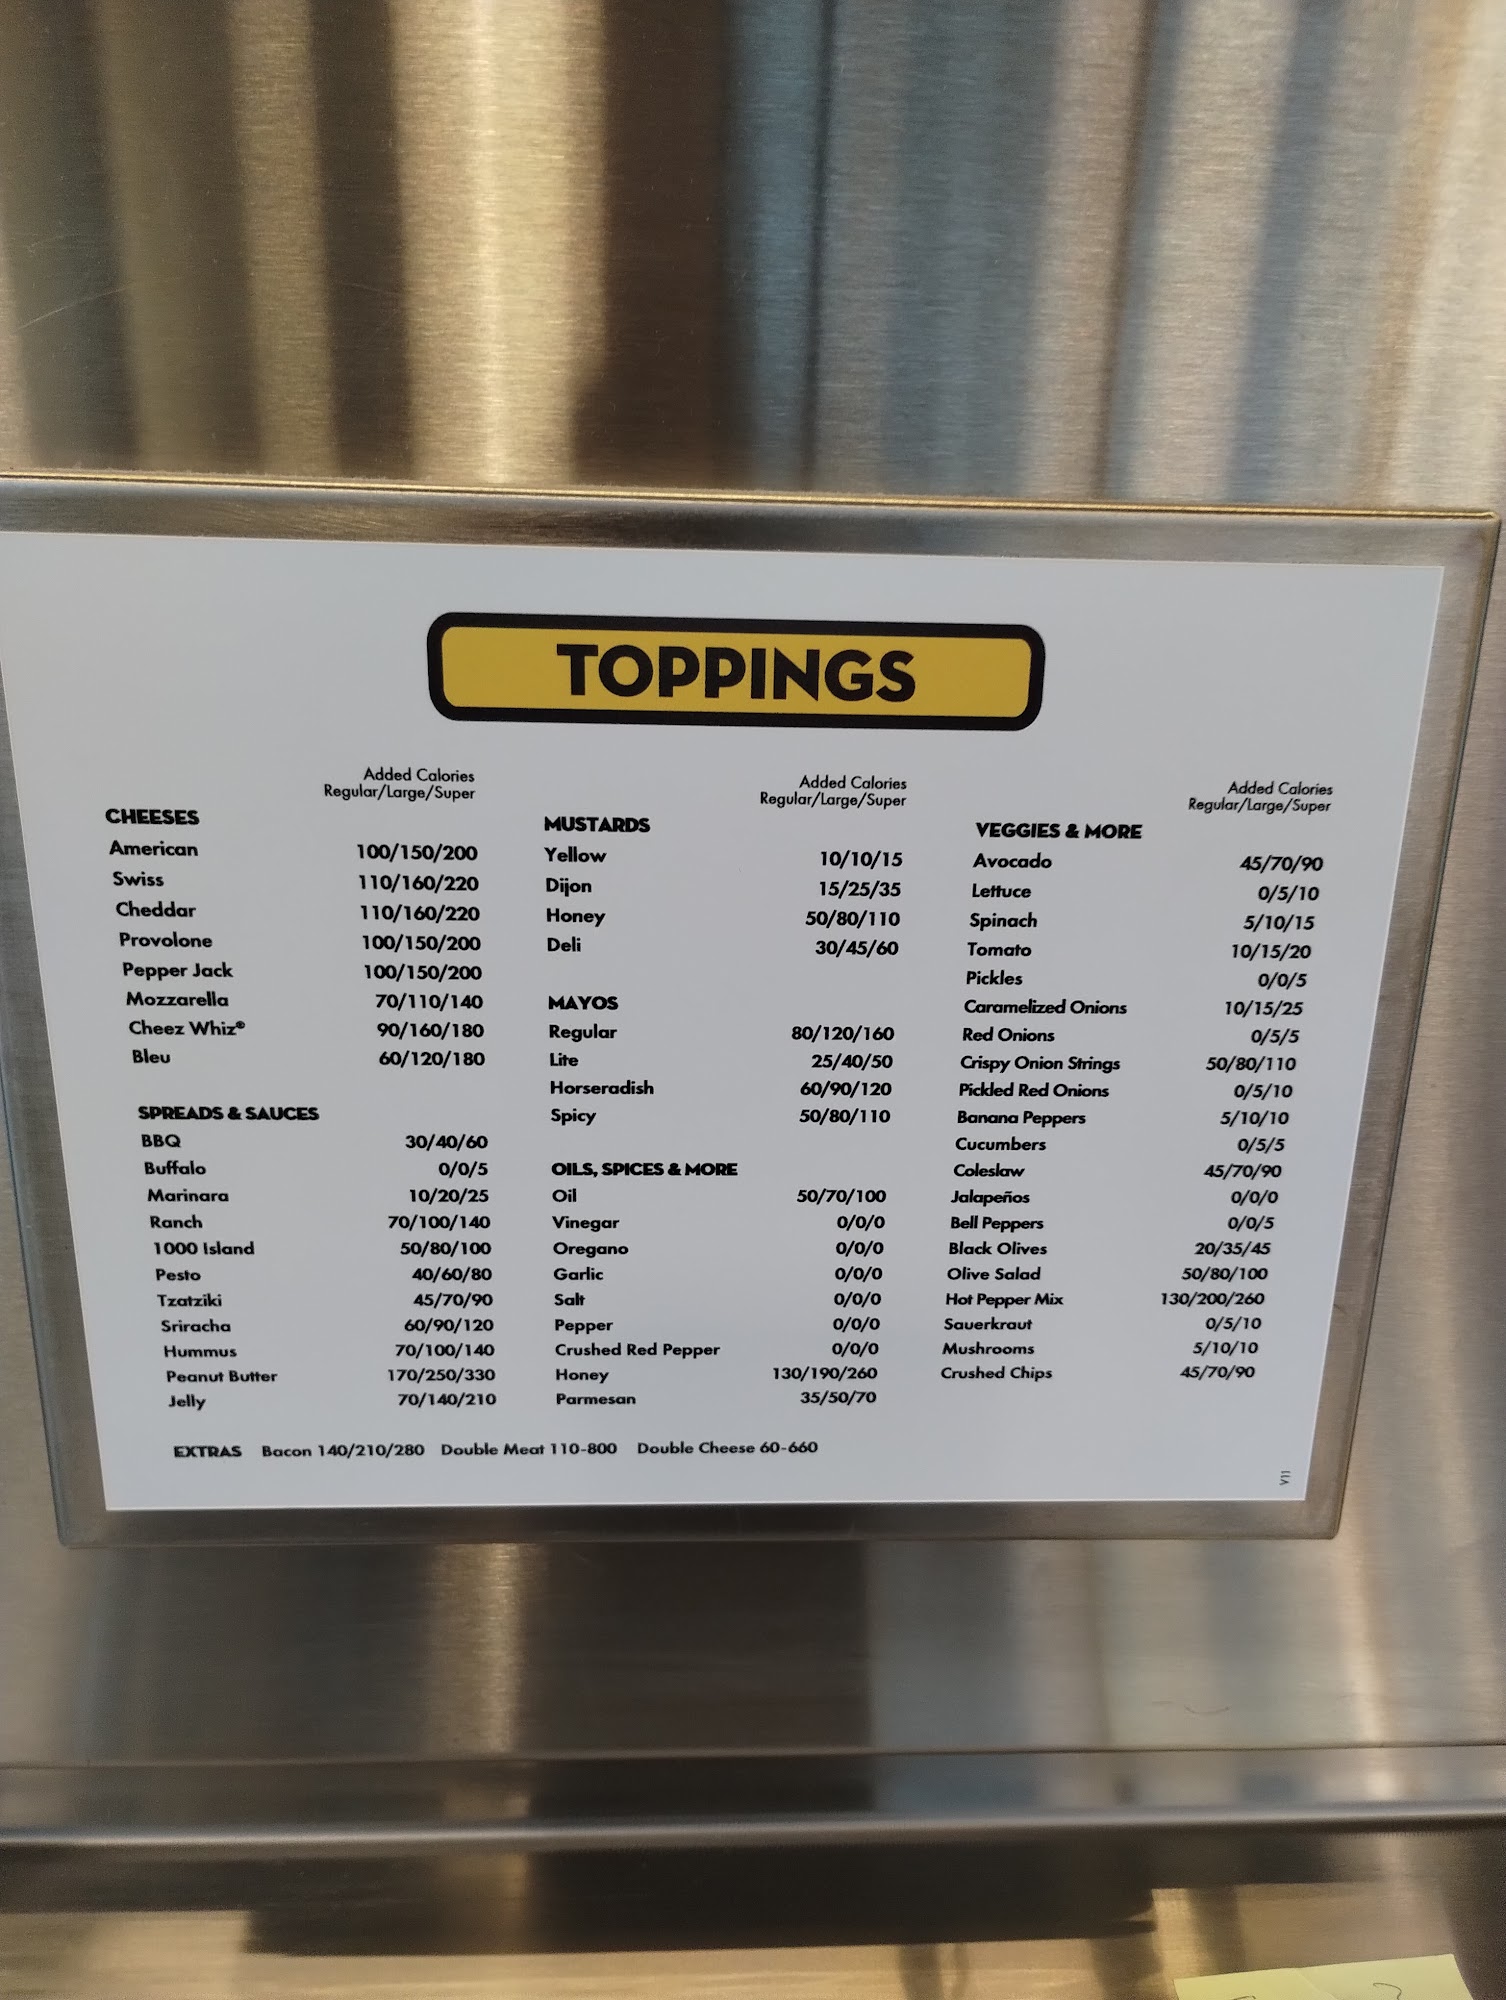 TOPPINGS
Added Calories
Regular/Large/Super
CHEESES
American 100/150/200
Swiss 110/160/220
Cheddar 110/160/220
Provolone 100/150/200
Pepper Jack 100/150/200
Mozzarella 70/110/140
Cheez Whiz® 90/160/180
Bleu 60/120/180
SPREADS & SAUCES
BBQ 30/40/60
Buffalo 0/0/5
Marinara 10/20/25
Ranch 70/100/140
1000 Island 50/80/100
Pesto 40/60/80
Tzatziki 45/70/90
Sriracha 60/90/120
Hummus 70/100/140
Peanut Butter 170/250/330
Jelly 70/140/210
Added Calories
Regular/Large/Super
MUSTARDS
Yellow 10/10/15
Dijon 15/25/35
Honey 50/80/110
Deli 30/45/60
MAYOS
Regular 80/120/160
Lite 25/40/50
Horseradish 60/90/120
Spicy 50/80/110
OILS, SPICES & MORE
Oil 50/70/100
Vinegar 0/0/0
Oregano 0/0/0
Garlic 0/0/0
Salt 0/0/0
Pepper 0/0/0
Crushed Red Pepper 0/0/0
Honey 130/190/260
Parmesan 35/50/70
Added Calories
Regular/Large/Super
VEGGIES & MORE
Avocado 45/70/90
Lettuce 0/5/10
Spinach 5/10/15
Tomato 10/15/20
Pickles 0/0/5
Caramelized Onions 10/15/25
Red Onions 0/5/5
Crispy Onion Strings 50/80/110
Pickled Red Onions 0/5/10
Banana Peppers 5/10/10
Cucumbers 0/5/5
Coleslaw 45/70/90
Jalapeños 0/0/0
Bell Peppers 0/0/5
Black Olives 20/35/45
Olive Salad 50/80/100
Hot Pepper Mix 130/200/260
Sauerkraut 0/5/10
Mushrooms 5/10/10
Crushed Chips 45/70/90
EXTRAS Bacon 140/210/280 Double Meat 110-800 Double Cheese 60-660
V11